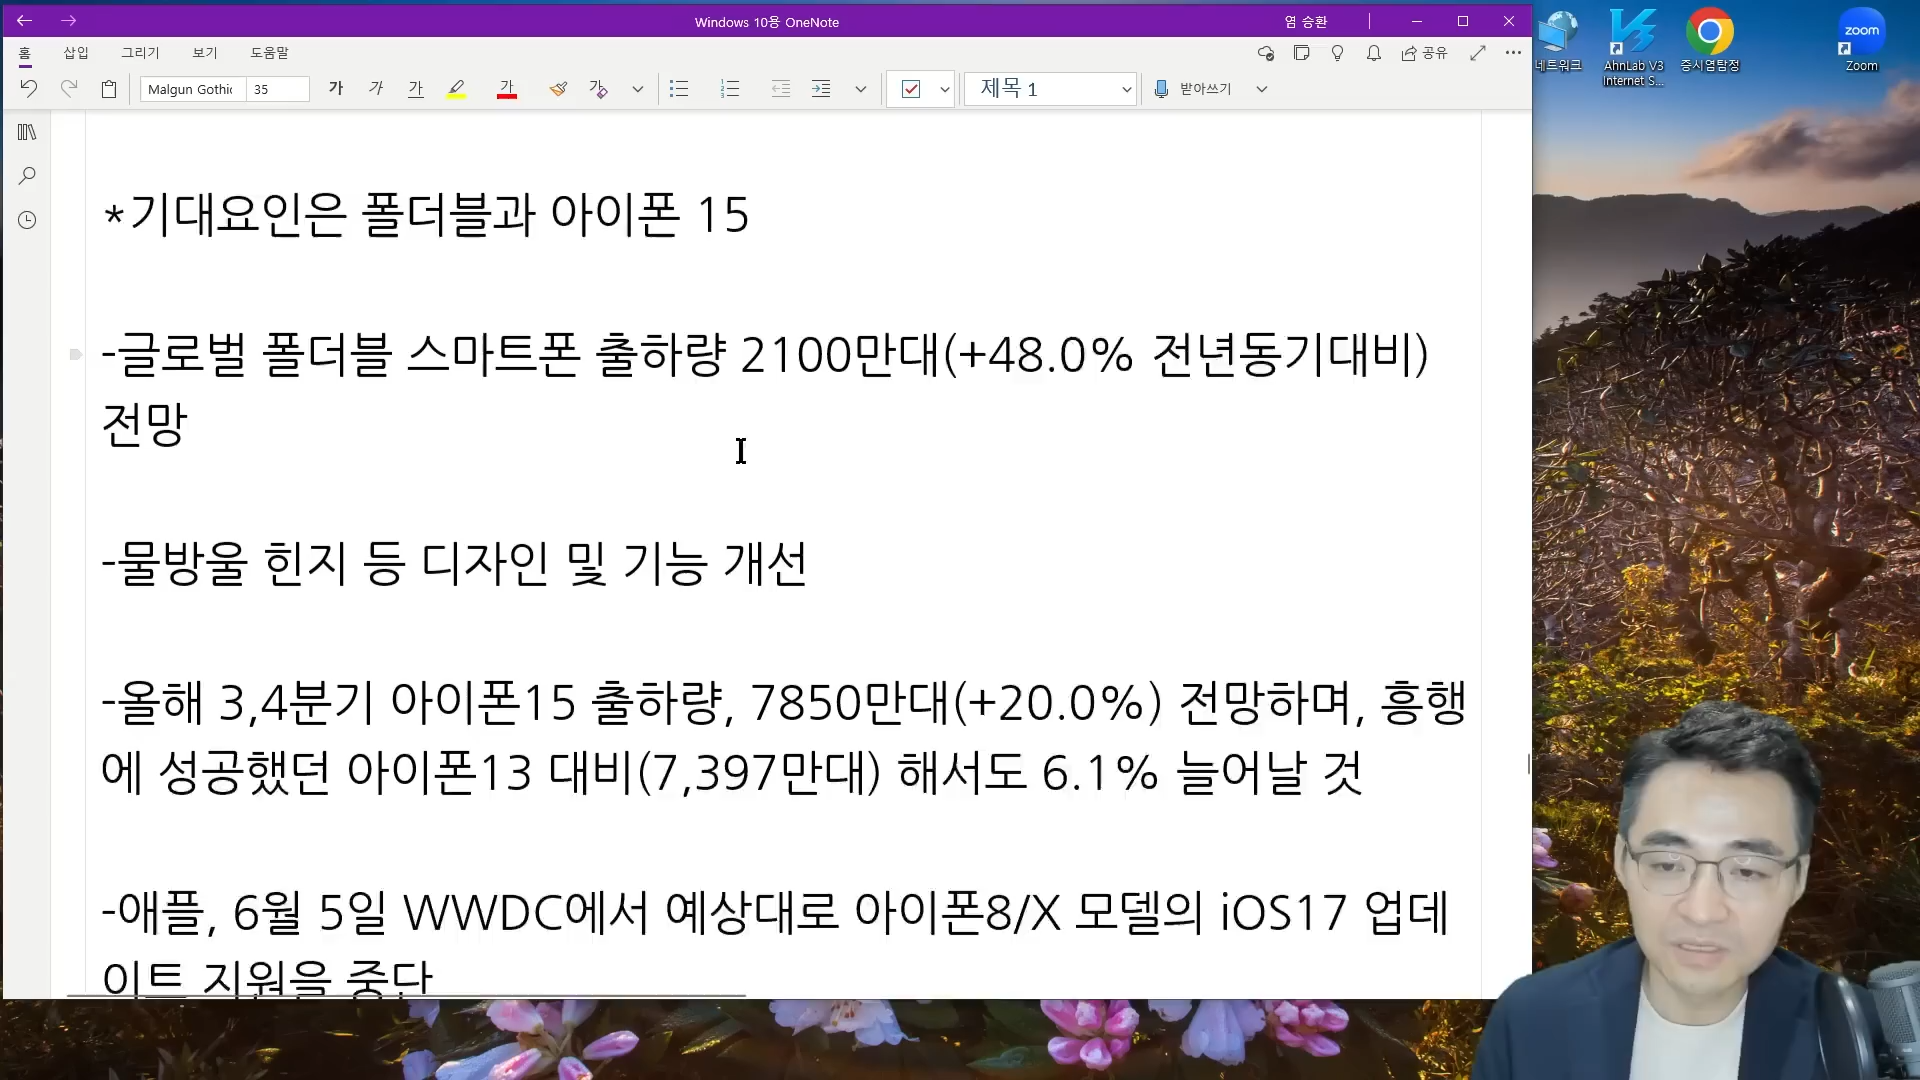 Windows 10용 OneNote
염 승환
홈 삽입 그리기 보기 도움말
공유
Malgun Gothic 35 가 가 가 가 가 제목 1 받아쓰기
네트워크
AhnLab V3 Internet S...
증시염탐정
zoom
Zoom
*기대요인은 폴더블과 아이폰 15
-글로벌 폴더블 스마트폰 출하량 2100만대(+48.0% 전년동기대비)
전망
-물방울 힌지 등 디자인 및 기능 개선
-올해 3,4분기 아이폰15 출하량, 7850만대(+20.0%) 전망하며, 흥행
에 성공했던 아이폰13 대비(7,397만대) 해서도 6.1% 늘어날 것
-애플, 6월 5일 WWDC에서 예상대로 아이폰8/X 모델의 iOS17 업데
이트 지원을 중단